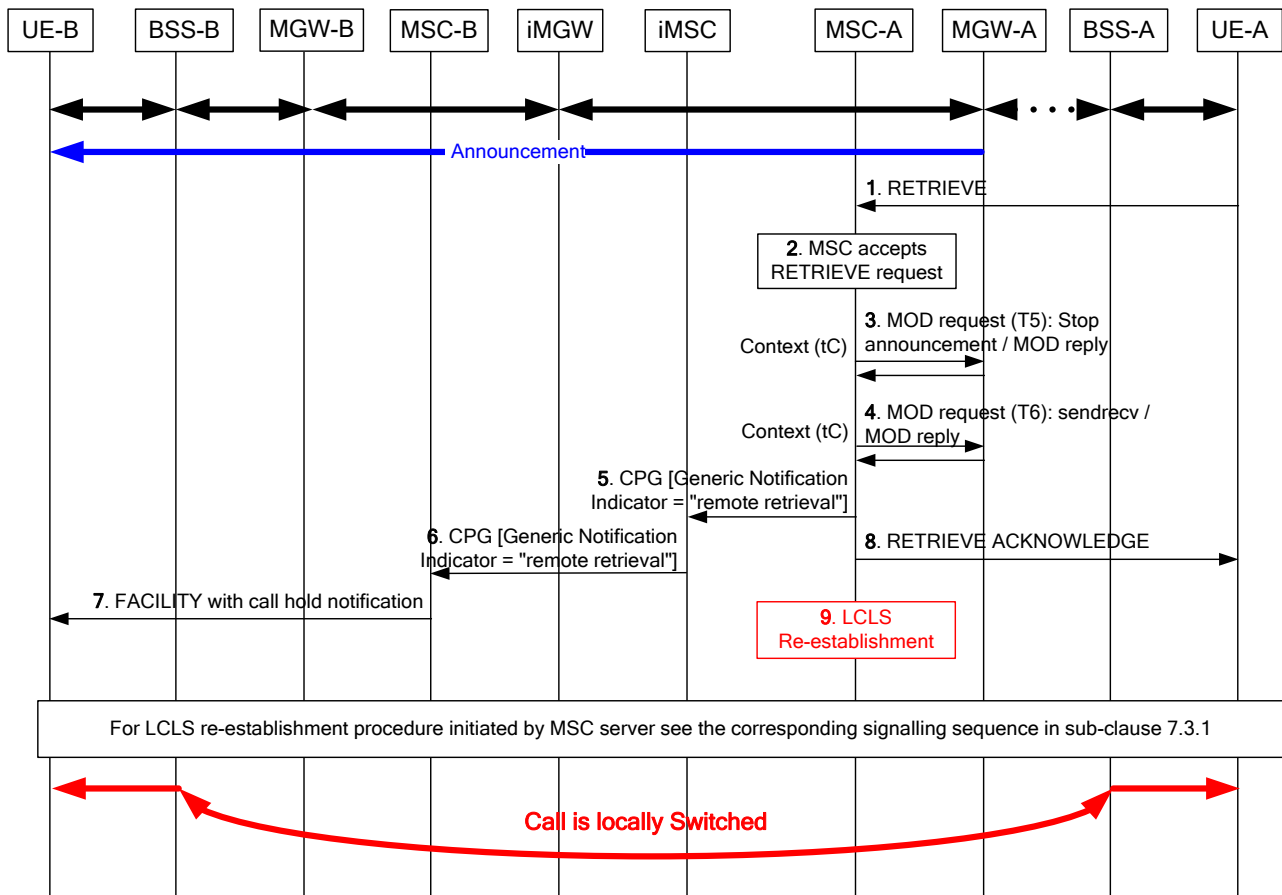 UE-B
BSS-B
MGW-B
MSC-B
iMGW
iMSC
MSC-A
MGW-A
BSS-A
UE-A
Announcement
1. RETRIEVE
2. MSC accepts
RETRIEVE request
3. MOD request (T5): Stop
announcement / MOD reply
Context (tC)
4. MOD request (T6): sendrecv /
MOD reply
Context (tC)
5. CPG [Generic Notification
Indicator = "remote retrieval"]
6. CPG [Generic Notification
Indicator = "remote retrieval"]
8. RETRIEVE ACKNOWLEDGE
7. FACILITY with call hold notification
9. LCLS
Re-establishment
For LCLS re-establishment procedure initiated by MSC server see the corresponding signalling sequence in sub-clause 7.3.1
Call is locally Switched